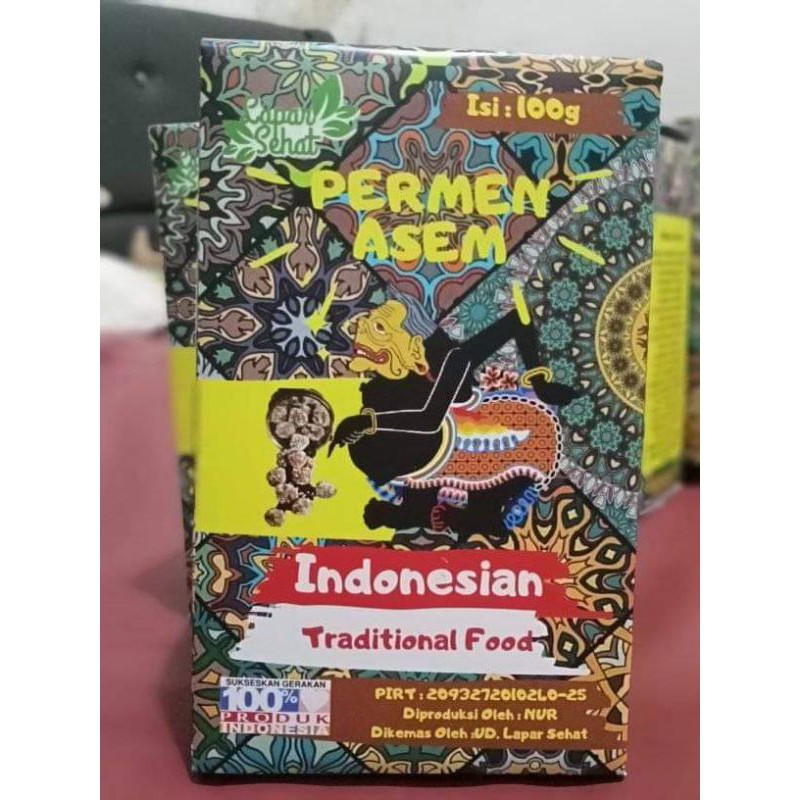 Lapar
Sehat
Isi : 100g
PERMEN
ASEM
Indonesian
Traditional Food
SUKSESKAN GERAKAN
100%
PRODUK
INDONESIA
PIRT : 2093272010240-25
Diproduksi Oleh : NUR
Dikemas Oleh :UD. Lapar Sehat